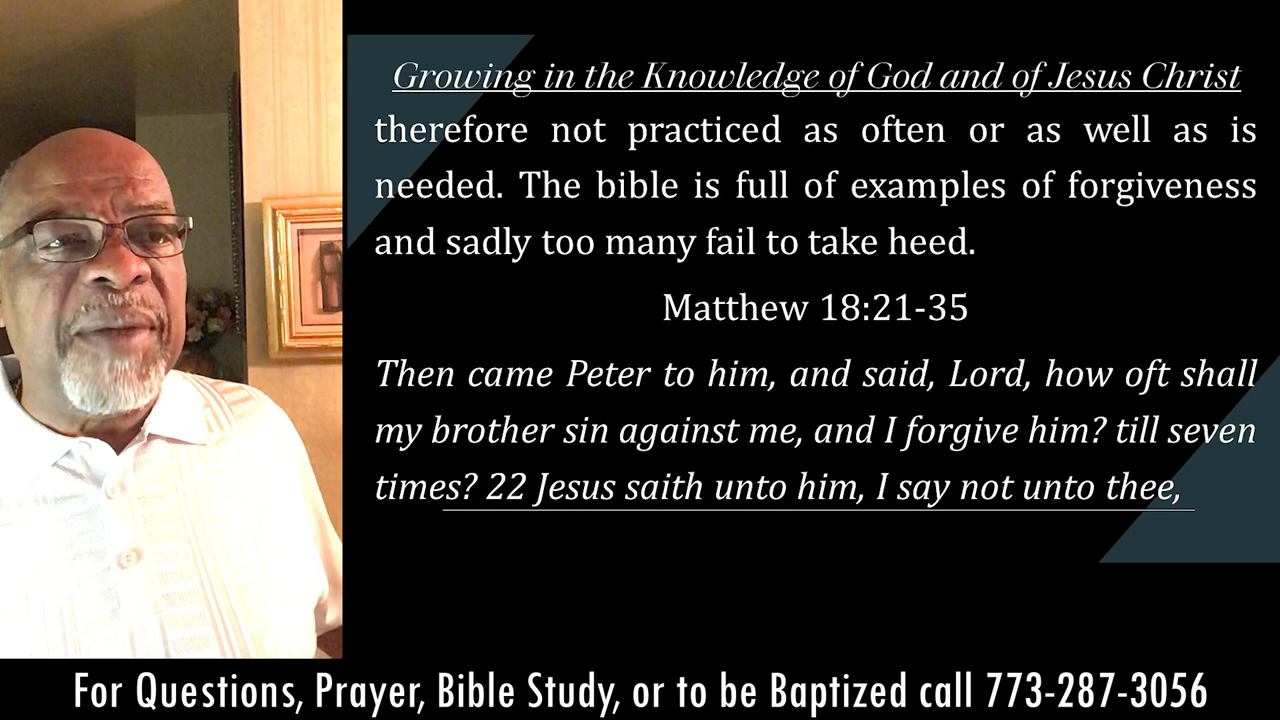 Growing in the Knowledge of God and of Jesus Christ
therefore not practiced as often or as well as is
needed. The bible is full of examples of forgiveness
and sadly too many fail to take heed.
Matthew 18:21-35
Then came Peter to him, and said, Lord, how oft shall
my brother sin against me, and I forgive him? till seven
times? 22 Jesus saith unto him, I say not unto thee,
For Questions, Prayer, Bible Study, or to be Baptized call 773-287-3056